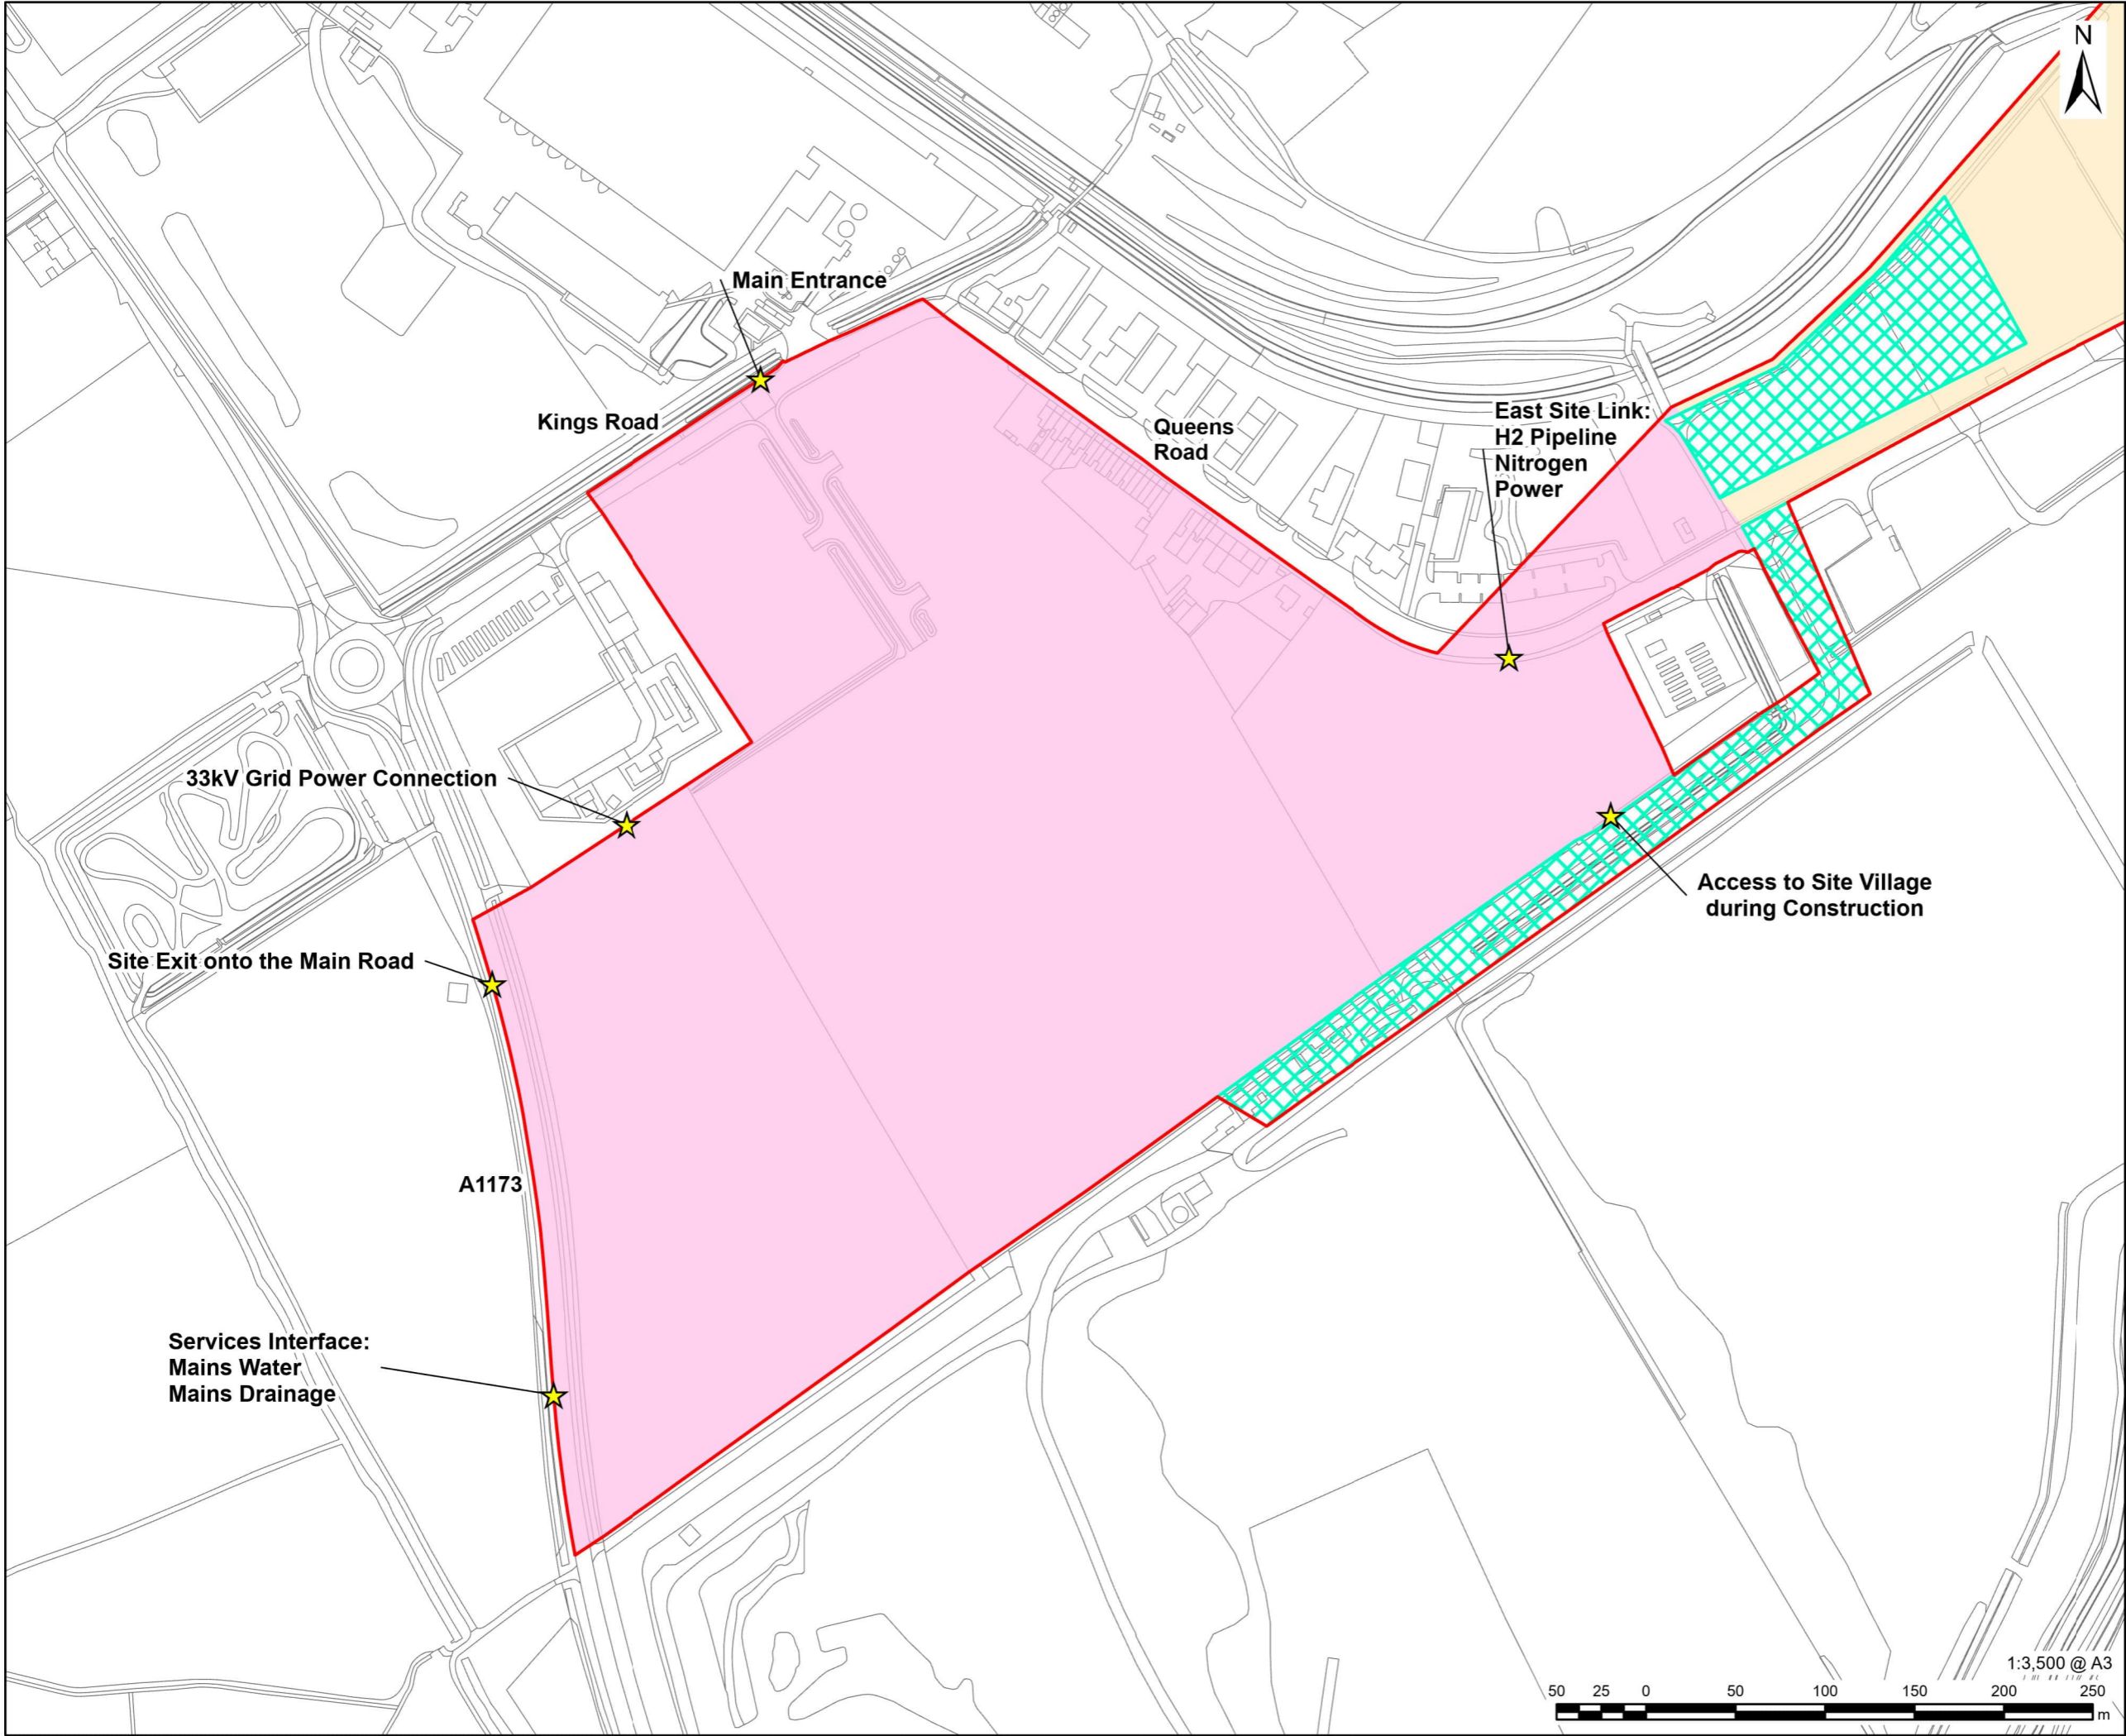 N
Main Entrance
Kings Road
Queens
Road
East Site Link:
H2 Pipeline
Nitrogen
Power
33kV Grid Power Connection
Access to Site Village
during Construction
Site Exit onto the Main Road
A1173
Services Interface:
Mains Water
Mains Drainage
1:3,500 @ A3
50 25 0 50 100 150 200 250
m